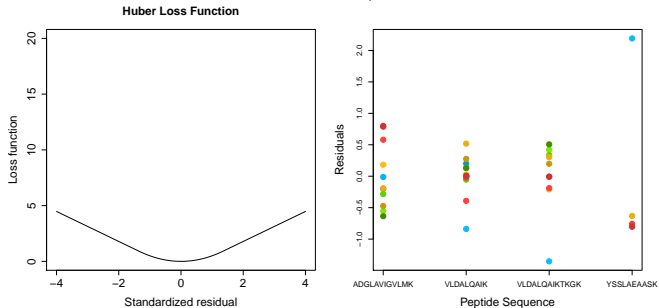 Huber Loss Function
Loss function
20
15
10
5
0
−4
−2
0
2
4
Standardized residual
Residuals
2.0
1.5
1.0
0.5
0.0
−0.5
−1.0
ADGLAVIGVLMK
VLDALQAIK
VLDALQAIKTKGK
YSSLAEAASK
Peptide Sequence